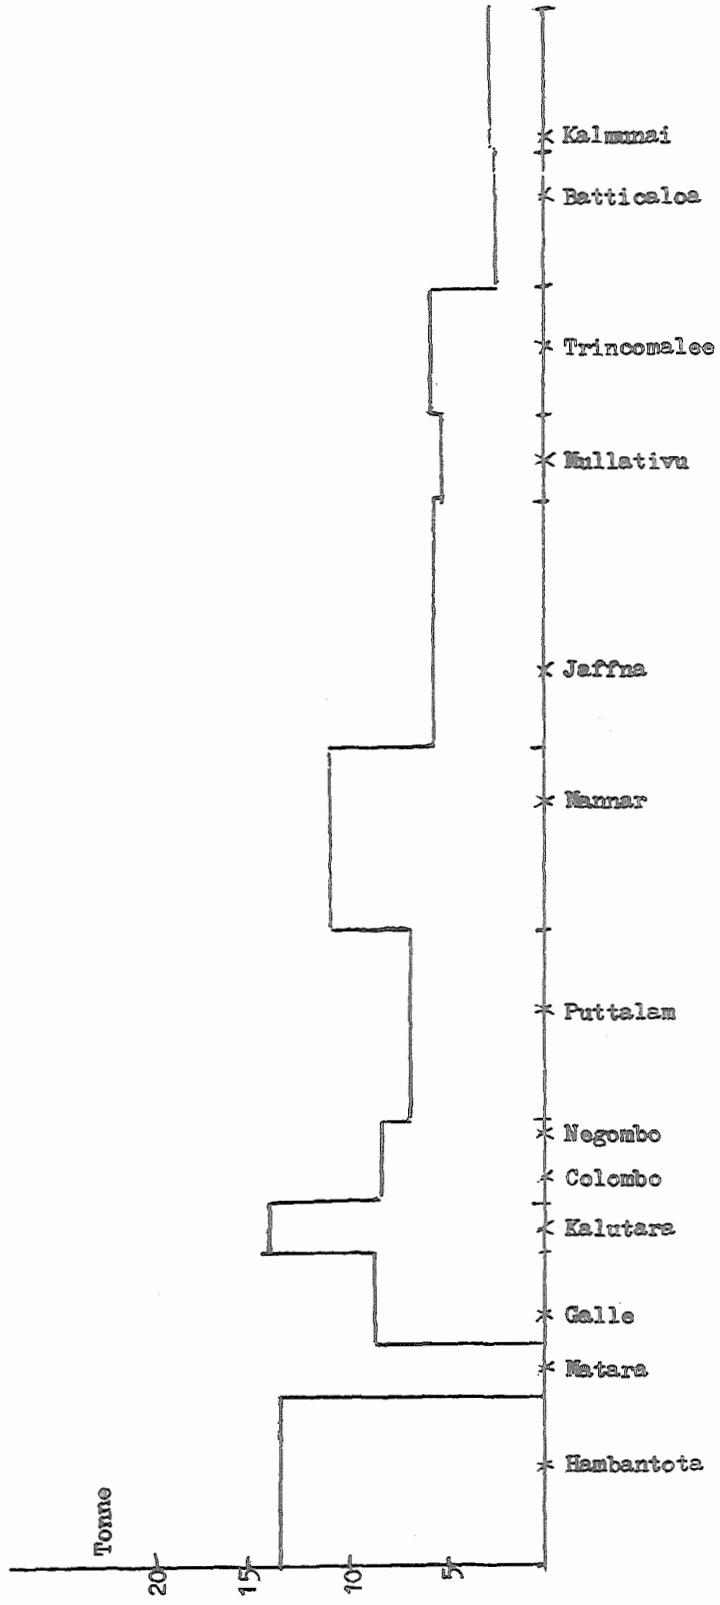 Kalmunai
Batticaloa
Trincomalee
Mullativu
Jaffna
Mannar
Puttalam
Negombo
Colombo
Kalutara
Galle
Matara
Hambantota
Tonne
20
15
10
5